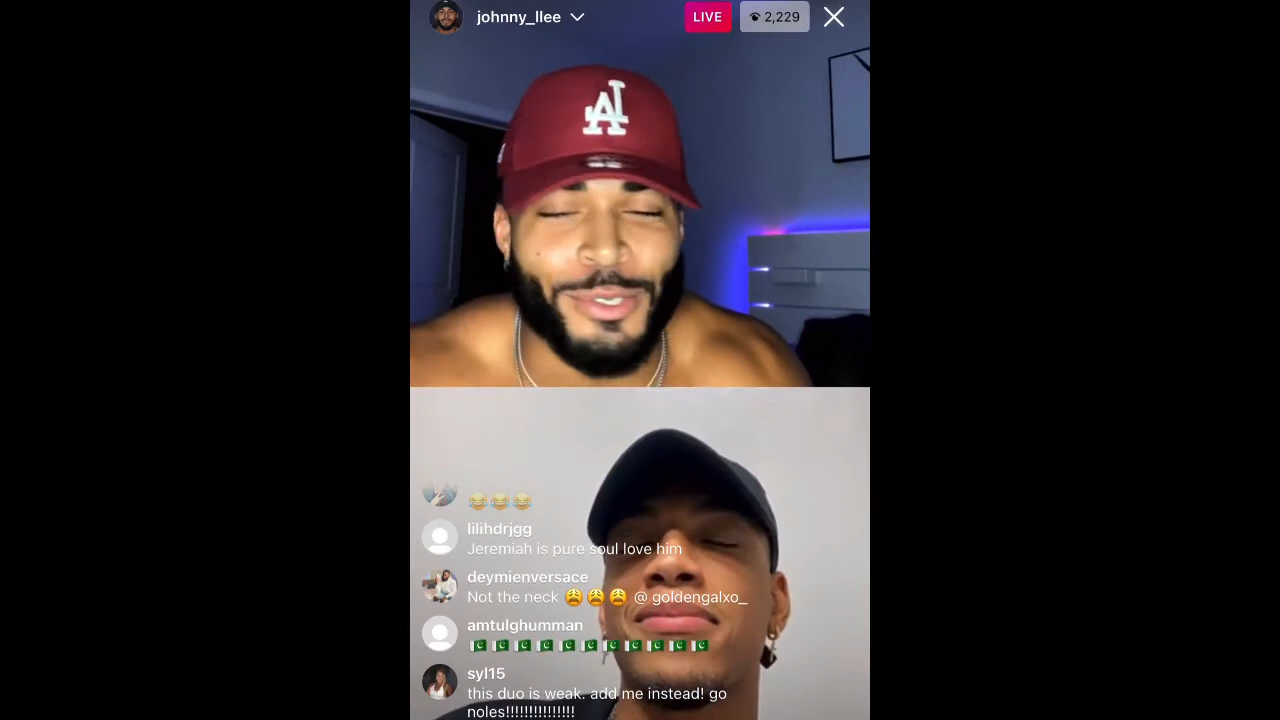 johnny_llee
LIVE
2,229
LA
😂😂😂
lilihdrjgg
Jeremiah is pure soul love him
deymienversace
Not the neck 😩😩😩 @ goldengalxo_
amtulghumman
🇵🇰🇵🇰🇵🇰🇵🇰🇵🇰🇵🇰🇵🇰🇵🇰🇵🇰🇵🇰🇵🇰
syl15
this duo is weak. add me instead! go
noles!!!!!!!!!!!!!!!